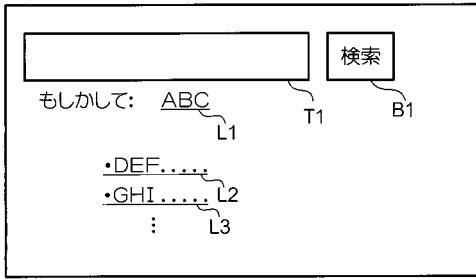 検索
T1
B1
もしかして: ABC
L1
・DEF.....
L2
・GHI.....
L3
⋮